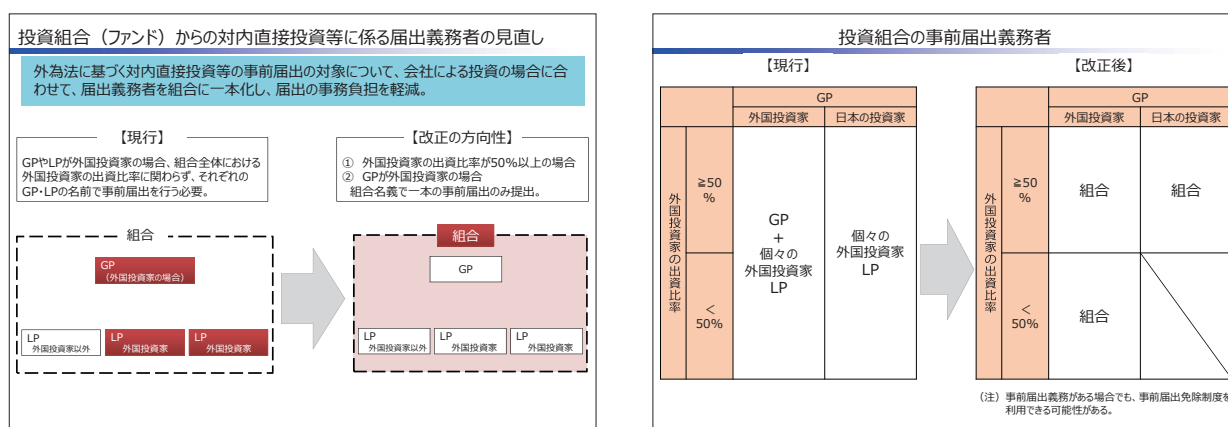 投資組合（ファンド）からの対内直接投資等に係る届出義務者の見直し
外為法に基づく対内直接投資等の事前届出の対象について、会社による投資の場合に合
わせて、届出義務者を組合に一本化し、届出の事務負担を軽減。
【現行】
GPやLPが外国投資家の場合、組合全体における
外国投資家の出資比率に関わらず、それぞれの
GP・LPの名前で事前届出を行う必要。
【改正の方向性】
① 外国投資家の出資比率が50%以上の場合
② GPが外国投資家の場合
組合名義で一本の事前届出のみ提出。
組合
GP
（外国投資家の場合）
LP
外国投資家以外
LP
外国投資家
LP
外国投資家
組合
GP
LP
外国投資家以外
LP
外国投資家
LP
外国投資家
投資組合の事前届出義務者
【現行】
GP
外国投資家
日本の投資家
外国投資家の出資比率
≧50
%
＜
50%
GP
+
個々の
外国投資家
LP
個々の
外国投資家
LP
【改正後】
GP
外国投資家
日本の投資家
外国投資家の出資比率
≧50
%
組合
組合
＜
50%
組合
（注）事前届出義務がある場合でも、事前届出免除制度を
利用できる可能性がある。